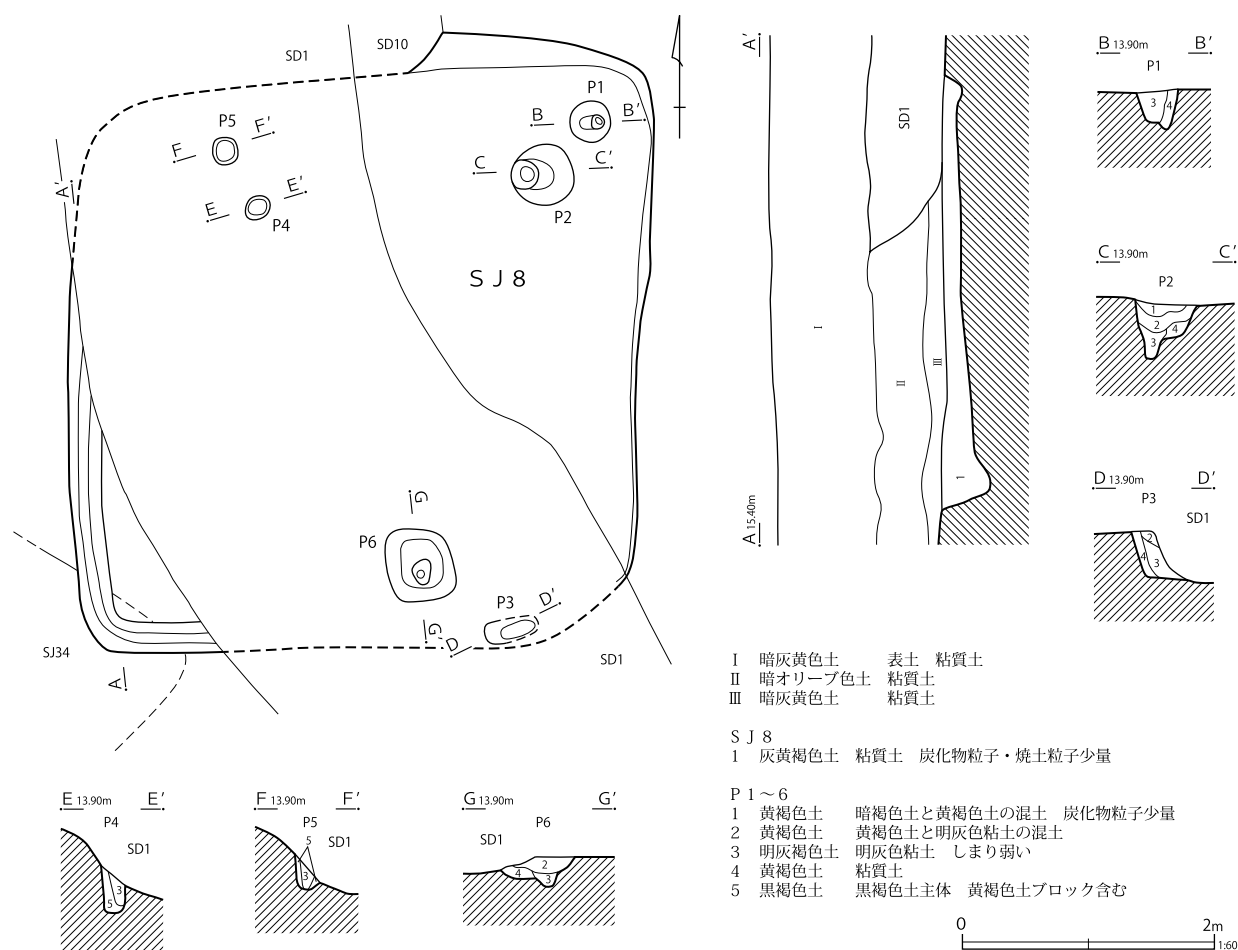 SD1
SD10
P5
F
F′
A′
E
E′
P4
P1
B
B′
C
C′
P2
SJ8
G
P6
P3
D′
G′
D
SJ34
A
SD1
A′
SD1
Ⅰ
Ⅱ
Ⅲ
1
A 15.40m
B 13.90m B′
P1
3 4
C 13.90m C′
P2
1
2 4
3
D 13.90m D′
P3
SD1
2
4 3
Ⅰ 暗灰黄色土 表土 粘質土
Ⅱ 暗オリーブ色土 粘質土
Ⅲ 暗灰黄色土 粘質土
ＳＪ８
1 灰黄褐色土 粘質土 炭化物粒子・焼土粒子少量
Ｐ１～６
1 黄褐色土 暗褐色土と黄褐色土の混土 炭化物粒子少量
2 黄褐色土 黄褐色土と明灰色粘土の混土
3 明灰褐色土 明灰色粘土 しまり弱い
4 黄褐色土 粘質土
5 黒褐色土 黒褐色土主体 黄褐色土ブロック含む
E 13.90m E′
P4
SD1
3
5
F 13.90m F′
P5
5 SD1
3
G 13.90m G′
P6
SD1
2
4 3
0 2m
1:60